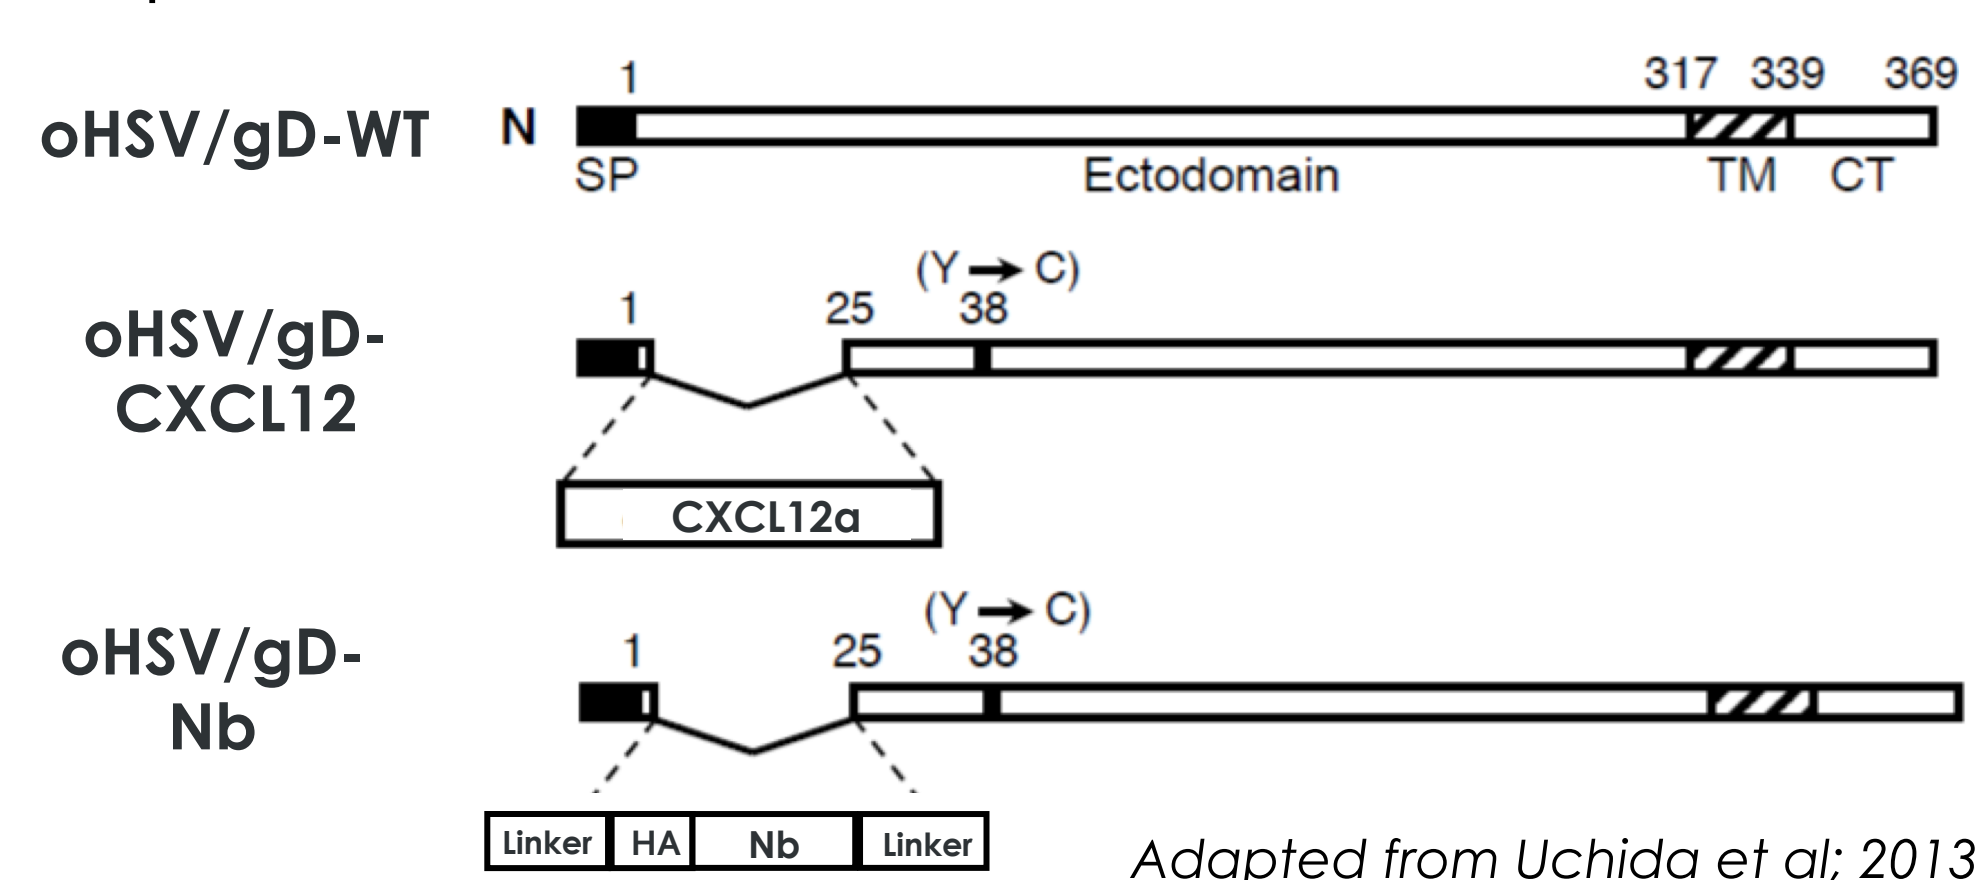 1 317 339 369
oHSV/gD-WT N
SP Ectodomain TM CT
(Y → C)
1 25 38
oHSV/gD-
CXCL12
CXCL12a
(Y → C)
1 25 38
oHSV/gD-
Nb
Linker HA Nb Linker
Adapted from Uchida et al; 2013